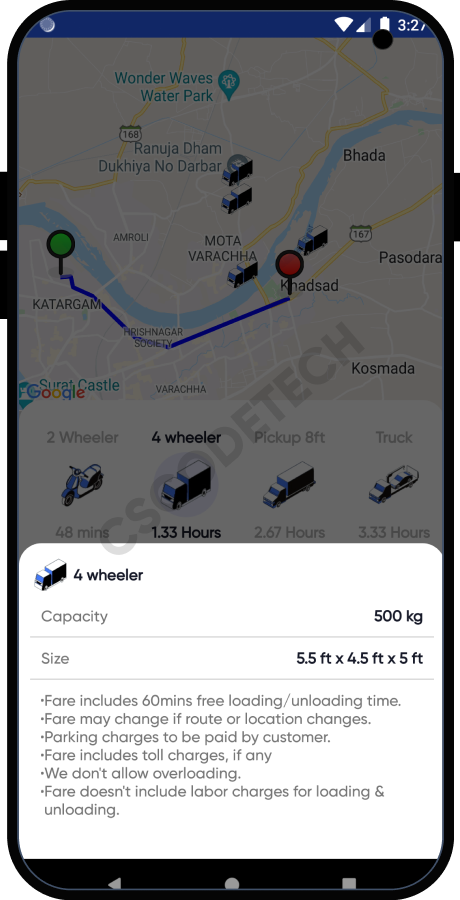 3:27
Wonder Waves
Water Park
168
Ranuja Dham
Dukhiya No Darbar
Bhada
AMROLI
167
MOTA
VARACHHA
Pasodara
Khadsad
KATARGAM
HRISHNAGAR
SOCIETY
Kosmada
Surat Castle
Google
VARACHHA
CSCODETECH
2 Wheeler 4 wheeler Pickup 8ft Truck
48 mins 1.33 Hours 2.67 Hours 3.33 Hours
4 wheeler
Capacity 500 kg
Size 5.5 ft x 4.5 ft x 5 ft
·Fare includes 60mins free loading/unloading time.
·Fare may change if route or location changes.
·Parking charges to be paid by customer.
·Fare includes toll charges, if any
·We don't allow overloading.
·Fare doesn't include labor charges for loading &
unloading.